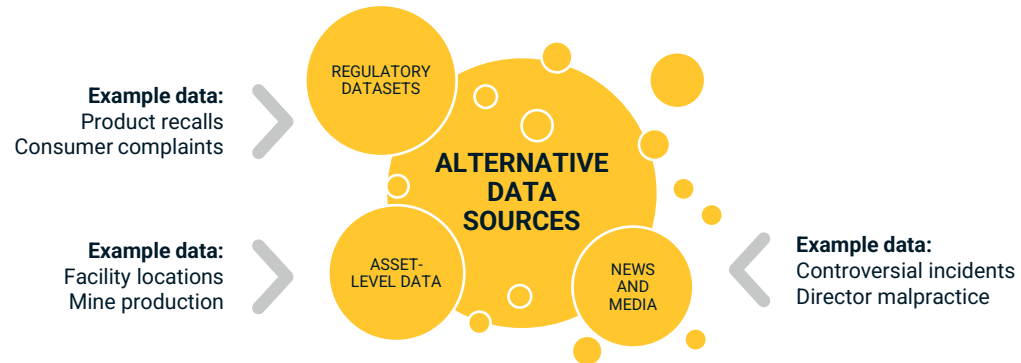 REGULATORY
DATASETS
Example data:
Product recalls
Consumer complaints
ALTERNATIVE
DATA
SOURCES
Example data:
Facility locations
Mine production
ASSET-
LEVEL DATA
NEWS
AND
MEDIA
Example data:
Controversial incidents
Director malpractice